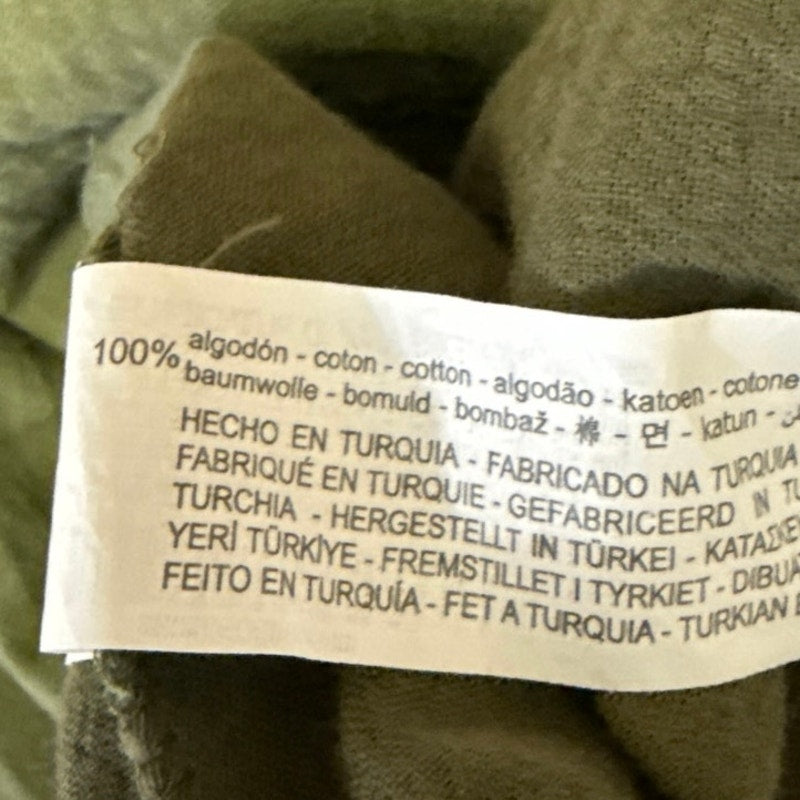 100% algodón - coton - cotton - algodão - katoen - cotone
baumwolle - bomuld - bombaž - 棉 - 면 - katun -
HECHO EN TURQUIA - FABRICADO NA TURQUIA
FABRIQUÉ EN TURQUIE - GEFABRICEERD IN
TURCHIA - HERGESTELLT IN TÜRKEI -
YERİ TÜRKİYE - FREMSTILLET I TYRKIET -
FEITO EN TURQUÍA - FET A TURQUIA - TURKIAN